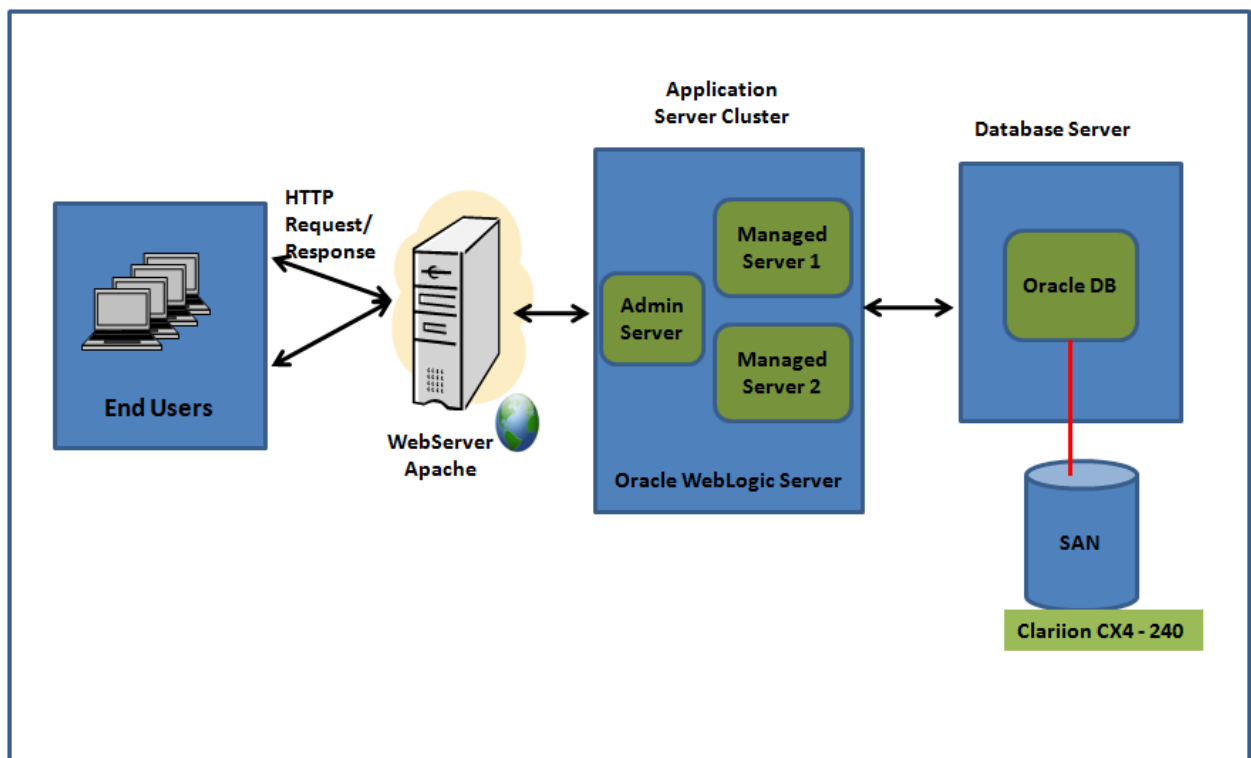 Application
Server Cluster
Database Server
HTTP
Request/
Response
Managed
Server 1
Admin
Server
Managed
Server 2
Oracle DB
End Users
WebServer
Apache
Oracle WebLogic Server
SAN
Clariion CX4 - 240